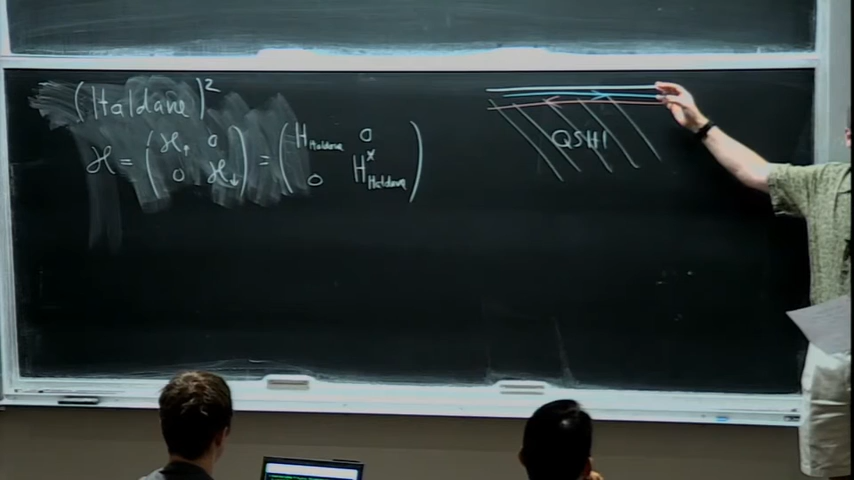 (Haldane)²
ℋ = ( ℋ↑ 0 ; 0 ℋ↓ ) = ( H_Haldane 0 ; 0 H*_Haldane )
QSHI